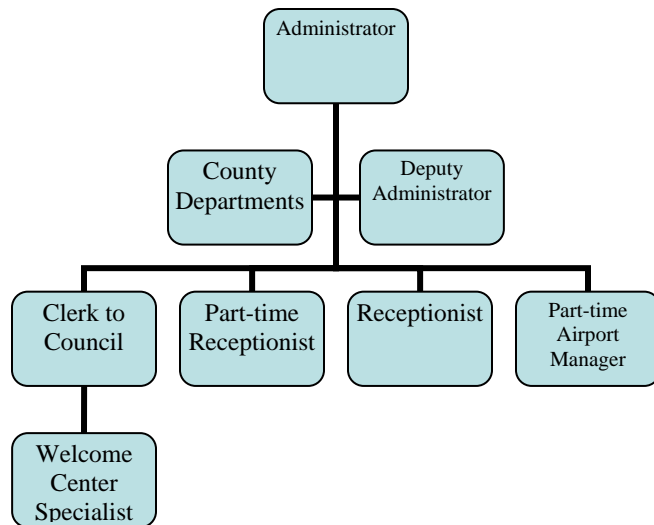 Administrator
County
Departments
Deputy
Administrator
Clerk to
Council
Part-time
Receptionist
Receptionist
Part-time
Airport
Manager
Welcome
Center
Specialist